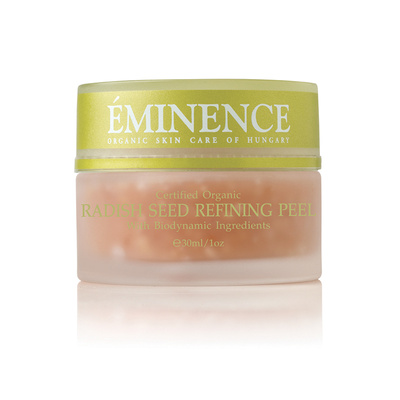 ÉMINENCE
ORGANIC SKIN CARE OF HUNGARY
Certified Organic
RADISH SEED REFINING PEEL
With Biodynamic Ingredients
℮30ml/1oz